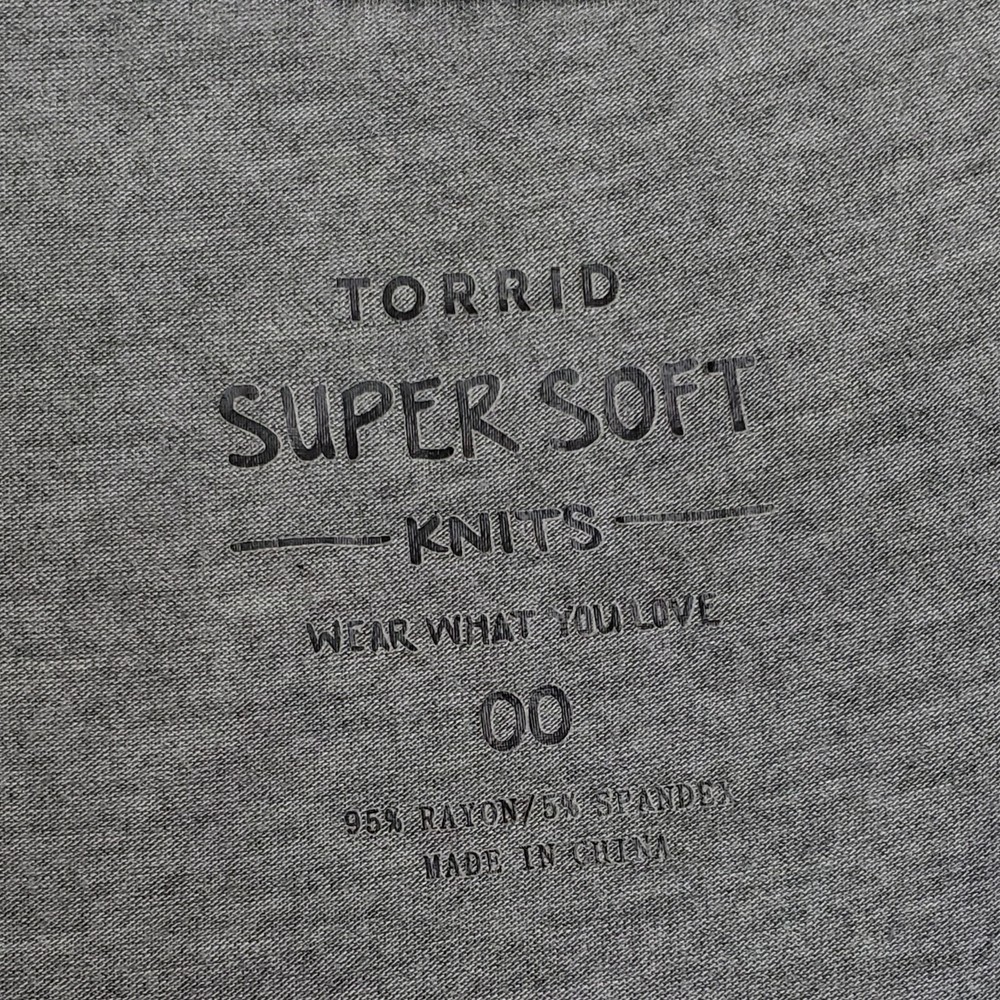 TORRID
SUPER SOFT
KNITS
WEAR WHAT YOU LOVE
00
95% RAYON/5% SPANDEX
MADE IN CHINA